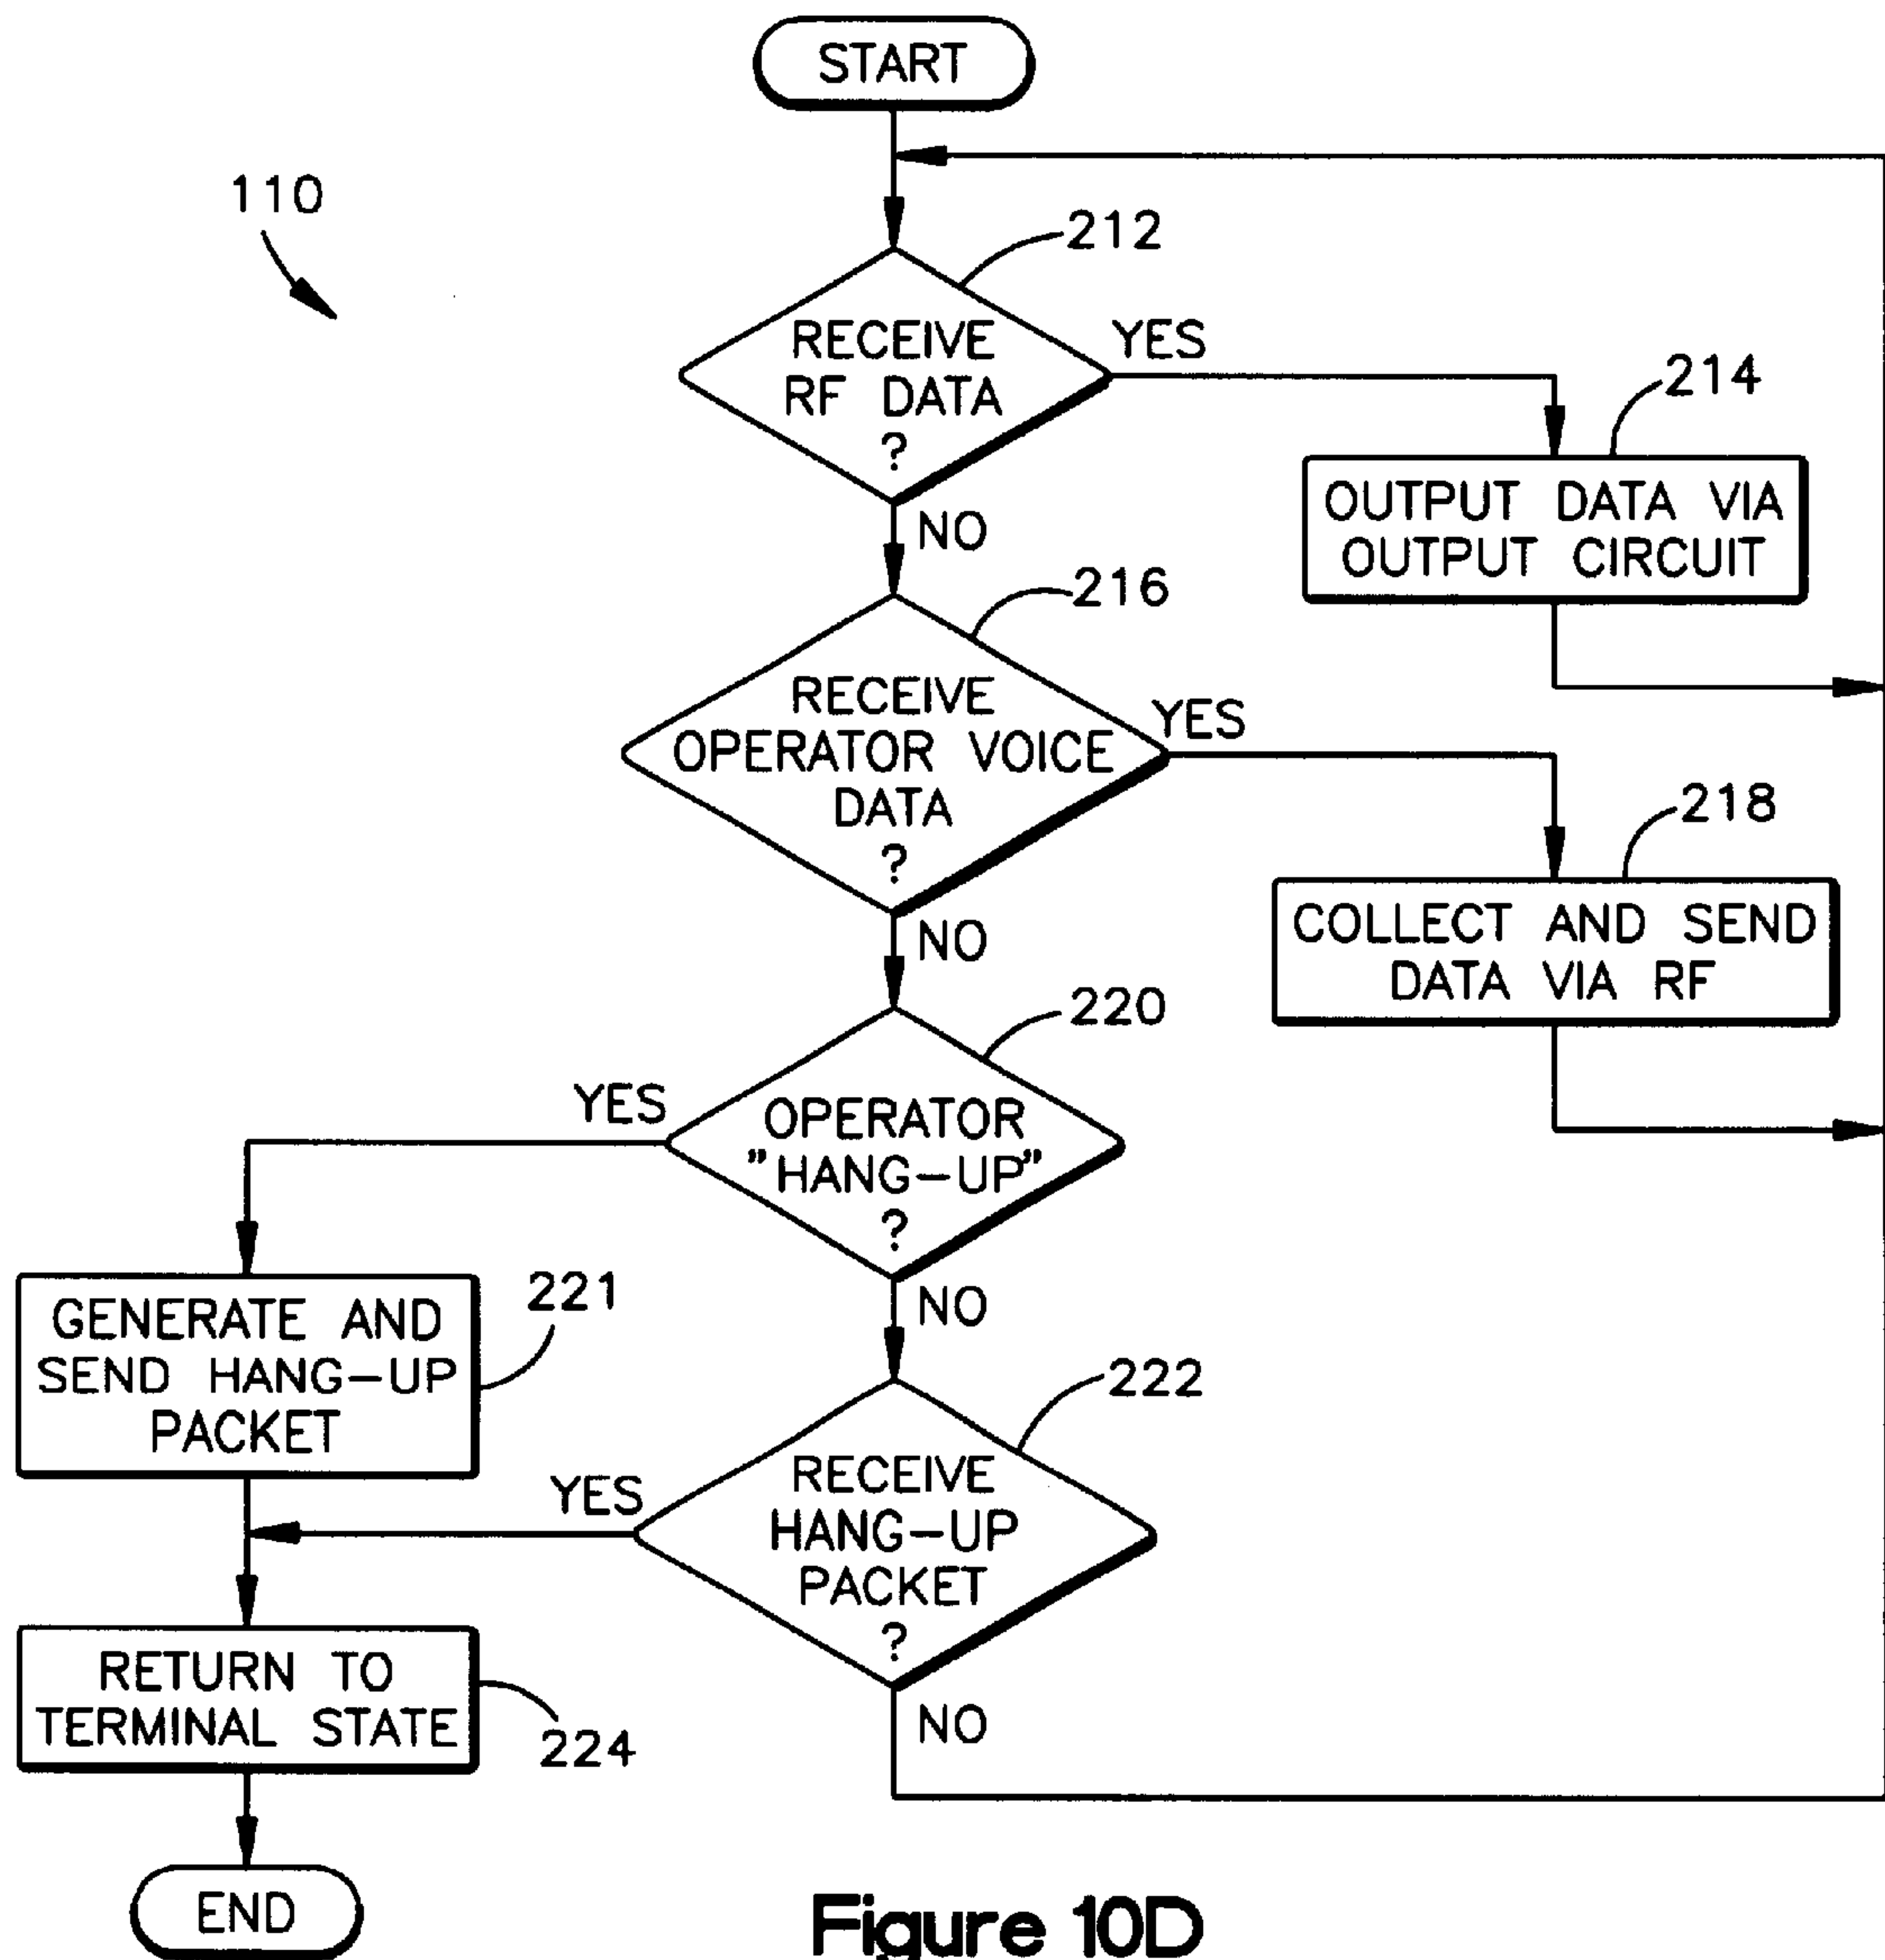 START
110
212
RECEIVE
RF DATA
?
YES
214
OUTPUT DATA VIA
OUTPUT CIRCUIT
NO
216
RECEIVE
OPERATOR VOICE
DATA
?
YES
218
COLLECT AND SEND
DATA VIA RF
NO
220
YES
OPERATOR
"HANG-UP"
?
221
GENERATE AND
SEND HANG-UP
PACKET
NO
222
YES
RECEIVE
HANG-UP
PACKET
?
RETURN TO
TERMINAL STATE
224
NO
END
Figure 10D